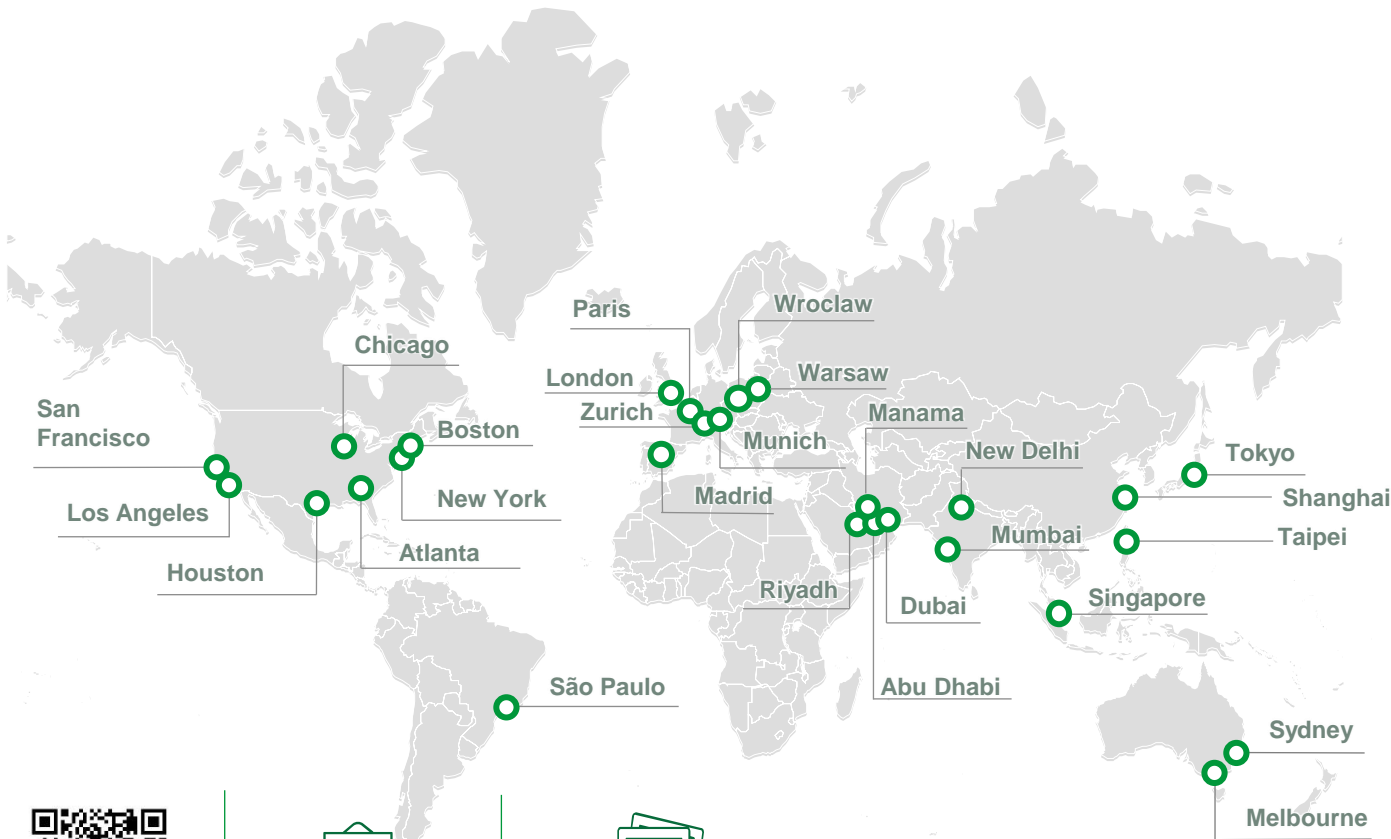 Wroclaw
Paris
Chicago
London
Warsaw
San
Francisco
Zurich
Manama
Boston
Munich
New Delhi
Tokyo
New York
Madrid
Shanghai
Los Angeles
Mumbai
Taipei
Atlanta
Houston
Riyadh
Dubai
Singapore
São Paulo
Abu Dhabi
Sydney
Melbourne